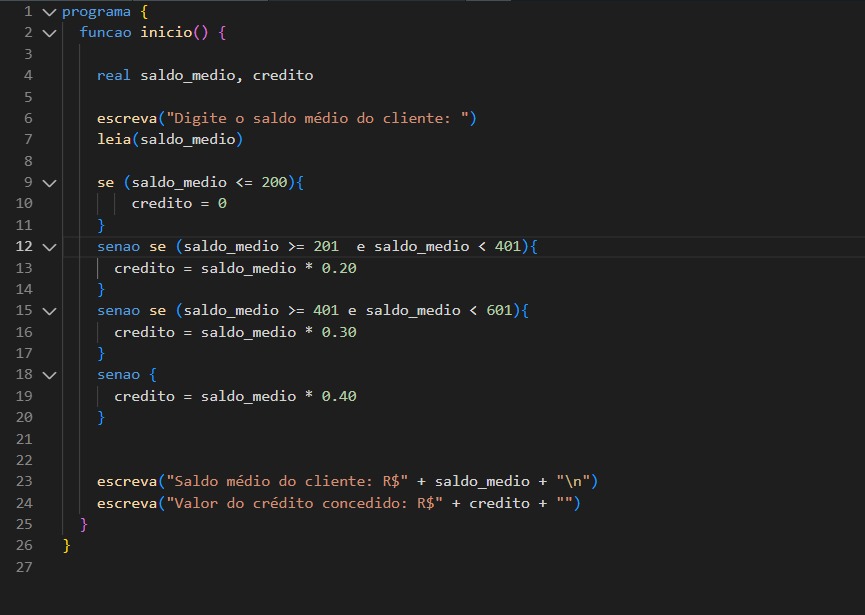 1 programa {
2 funcao inicio() {
3
4 real saldo_medio, credito
5
6 escreva("Digite o saldo médio do cliente: ")
7 leia(saldo_medio)
8
9 se (saldo_medio <= 200){
10 credito = 0
11 }
12 senao se (saldo_medio >= 201  e saldo_medio < 401){
13 credito = saldo_medio * 0.20
14 }
15 senao se (saldo_medio >= 401 e saldo_medio < 601){
16 credito = saldo_medio * 0.30
17 }
18 senao {
19 credito = saldo_medio * 0.40
20 }
21
22
23 escreva("Saldo médio do cliente: R$" + saldo_medio + "\n")
24 escreva("Valor do crédito concedido: R$" + credito + "")
25 }
26 }
27